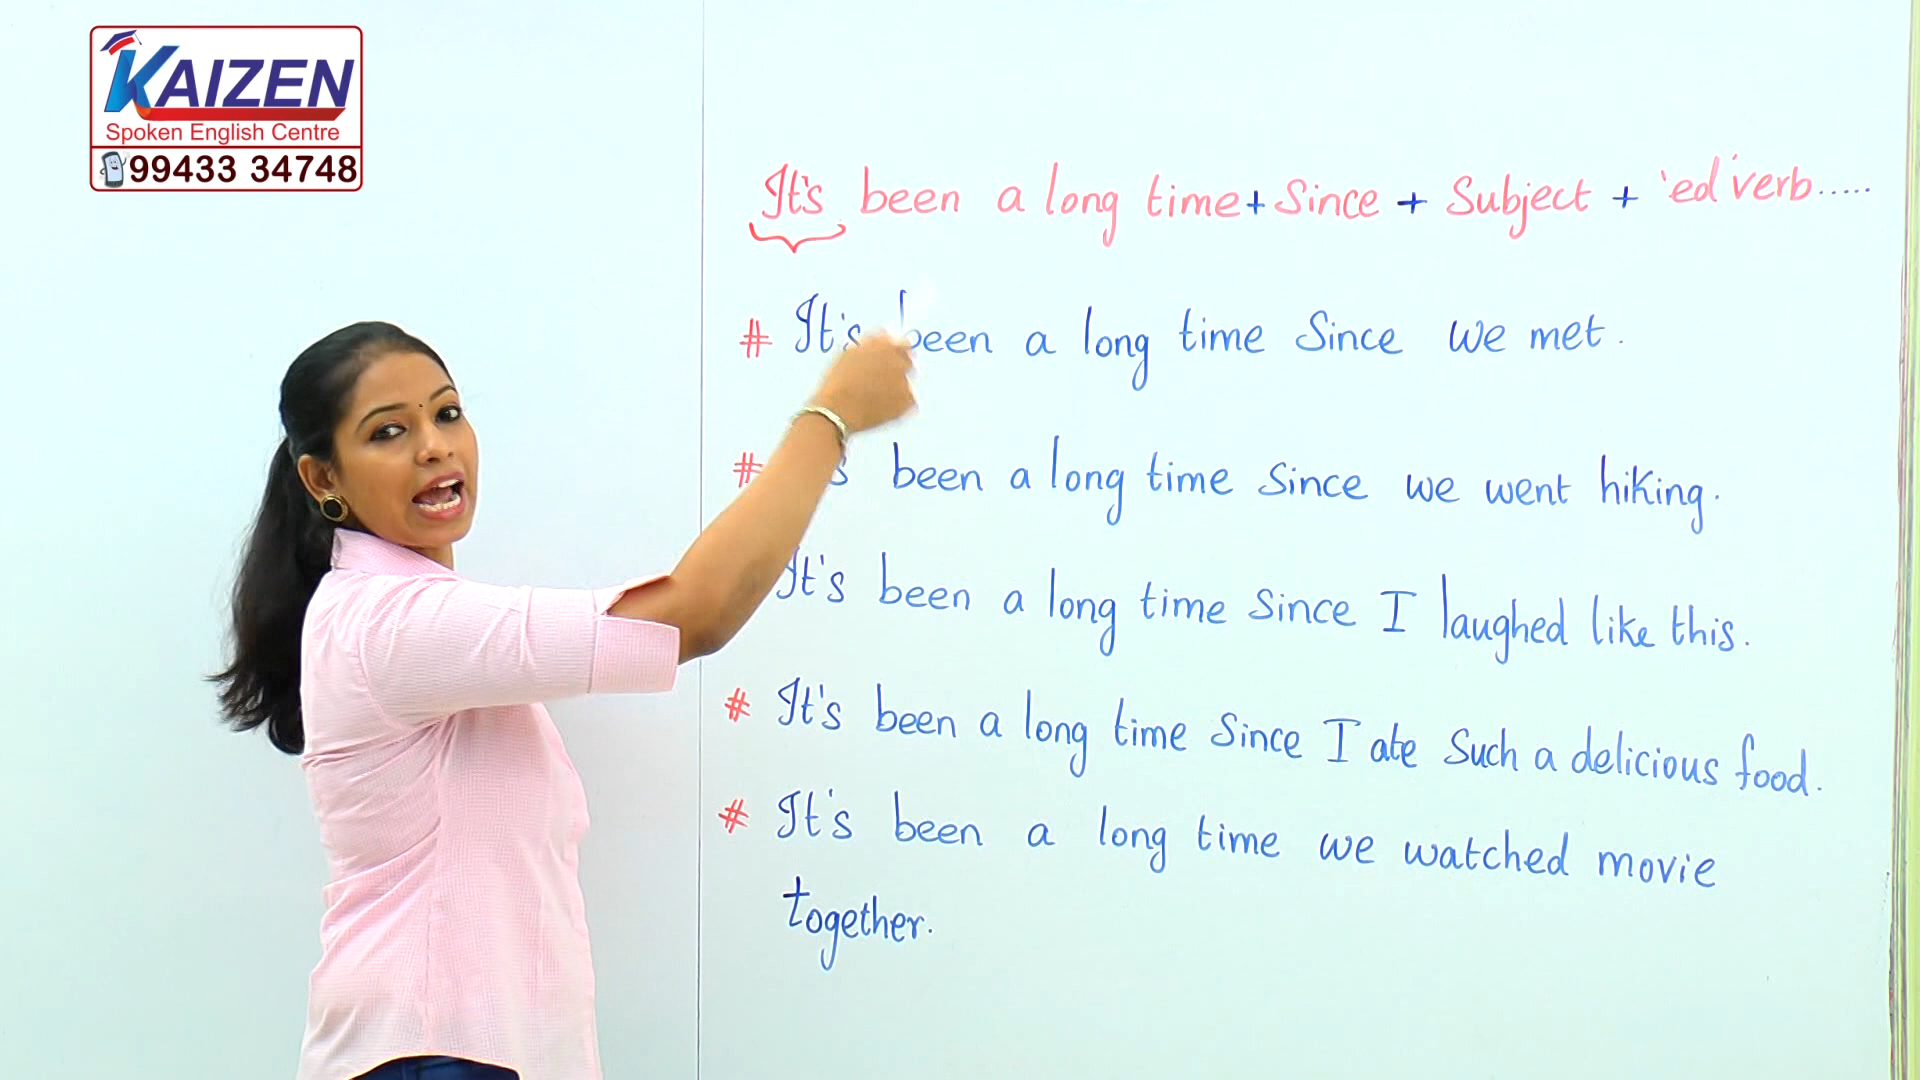 KAIZEN
Spoken English Centre
99433 34748
It's been a long time + Since + Subject + 'ed' verb.....
# It's been a long time Since we met.
# been a long time Since we went hiking.
It's been a long time Since I laughed like this.
# It's been a long time Since I ate Such a delicious food.
# It's been a long time we watched movie
together.